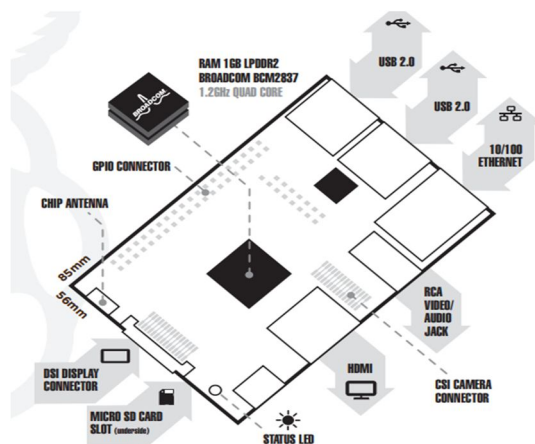 RAM 1GB LPDDR2
BROADCOM BCM2837
1.2GHz QUAD CORE
BROADCOM
USB 2.0
USB 2.0
10/100
ETHERNET
GPIO CONNECTOR
CHIP ANTENNA
85mm
56mm
RCA
VIDEO/
AUDIO
JACK
DSI DISPLAY
CONNECTOR
HDMI
CSI CAMERA
CONNECTOR
MICRO SD CARD
SLOT (underside)
STATUS LED